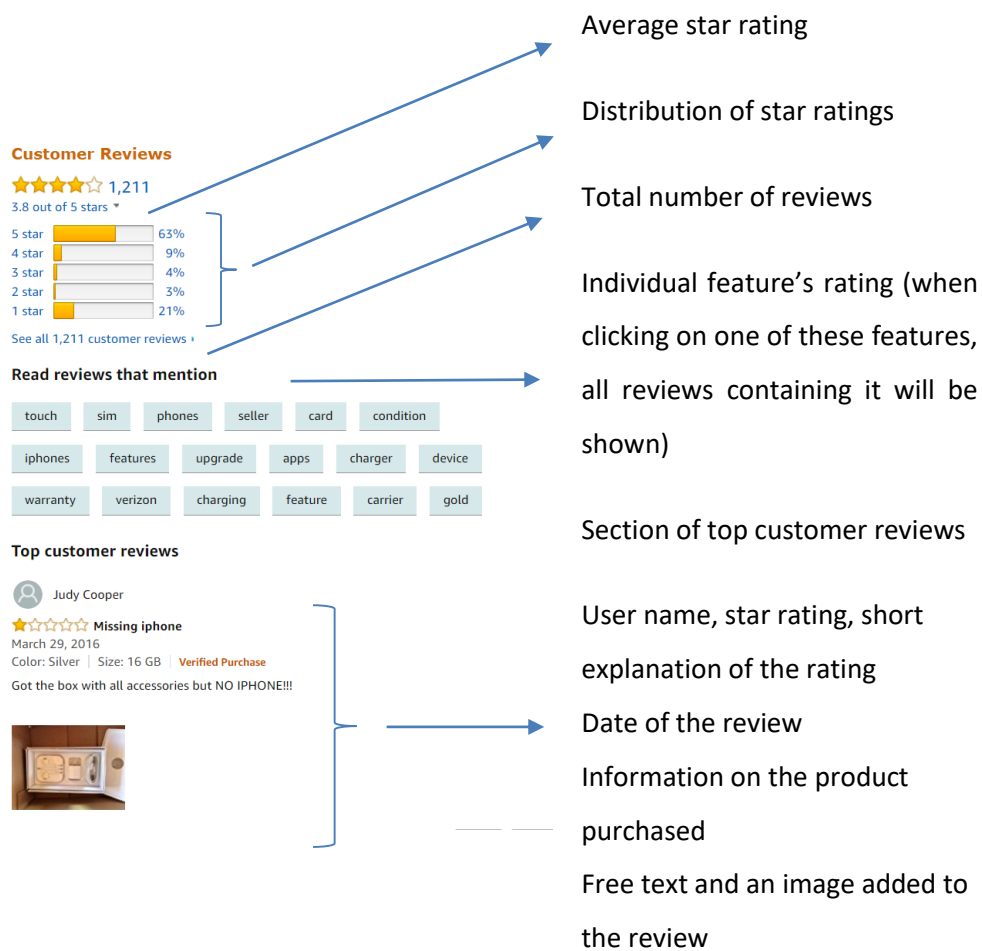 Average star rating
Distribution of star ratings
Customer Reviews
1,211
3.8 out of 5 stars
Total number of reviews
5 star 63%
4 star 9%
3 star 4%
2 star 3%
1 star 21%
See all 1,211 customer reviews
Individual feature’s rating (when
clicking on one of these features,
all reviews containing it will be
shown)
Read reviews that mention
touch sim phones seller card condition
iphones features upgrade apps charger device
warranty verizon charging feature carrier gold
Section of top customer reviews
Top customer reviews
Judy Cooper
Missing iphone
March 29, 2016
Color: Silver | Size: 16 GB | Verified Purchase
Got the box with all accessories but NO IPHONE!!!
User name, star rating, short
explanation of the rating
Date of the review
Information on the product
purchased
Free text and an image added to
the review